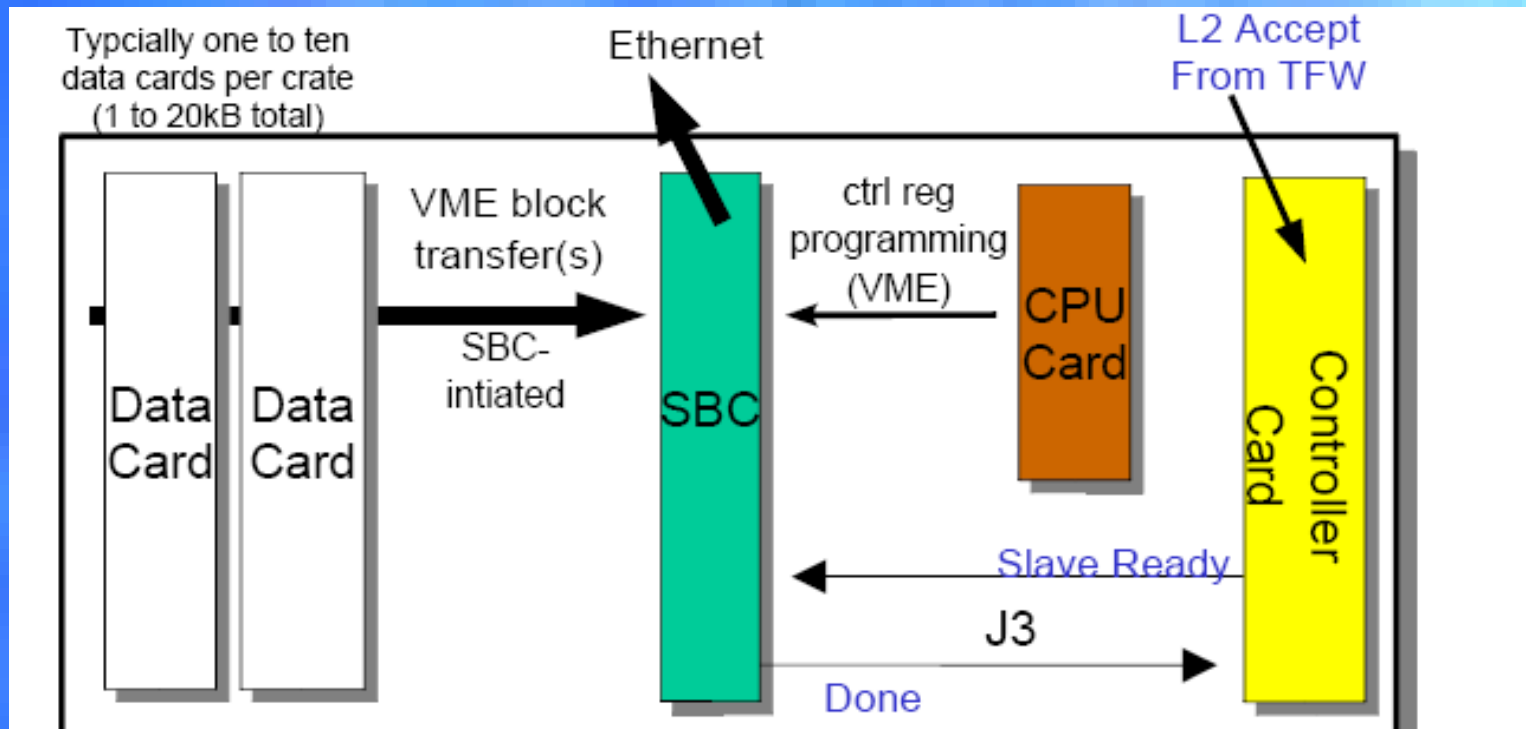 Typcially one to ten
data cards per crate
(1 to 20kB total)
Ethernet
L2 Accept
From TFW
VME block
transfer(s)
SBC-
intiated
ctrl reg
programming
(VME)
Data
Card
Data
Card
SBC
CPU
Card
Controller
Card
Slave Ready
J3
Done